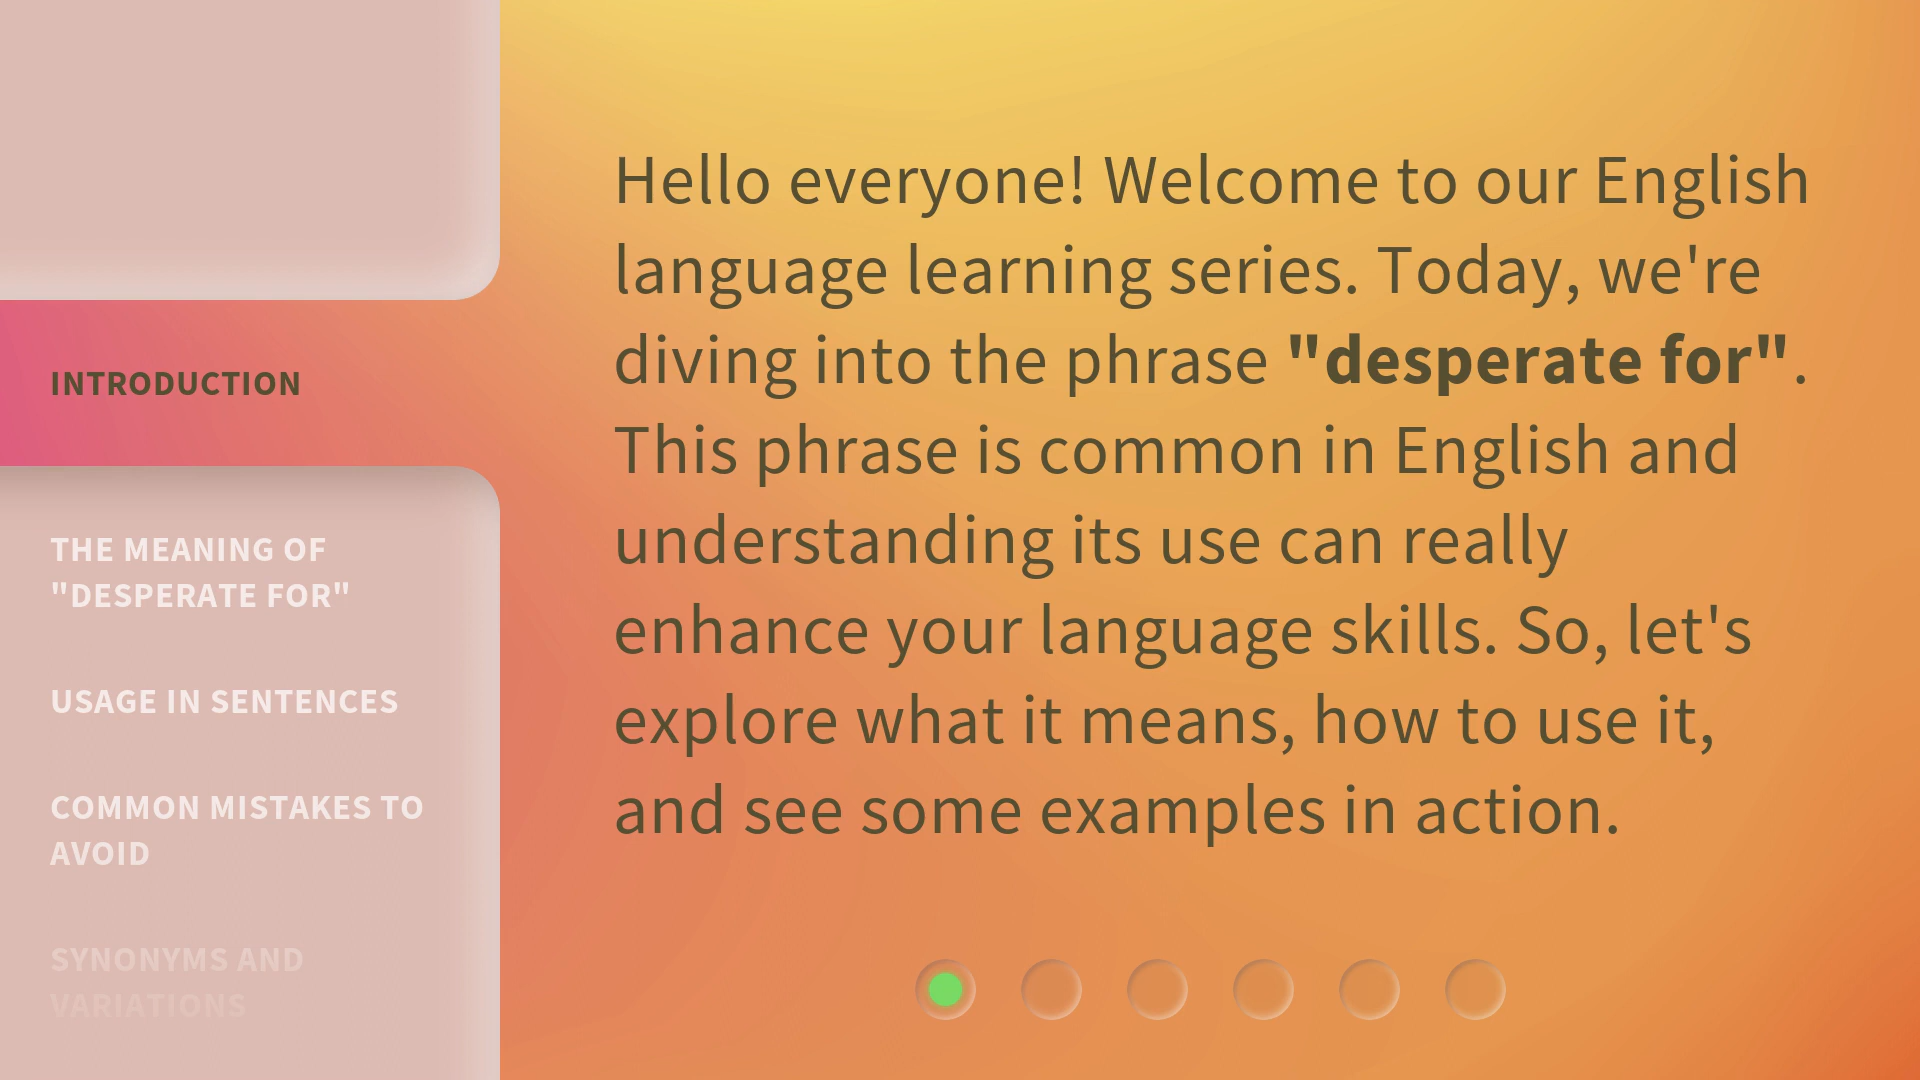 INTRODUCTION
THE MEANING OF
"DESPERATE FOR"
USAGE IN SENTENCES
COMMON MISTAKES TO
AVOID
SYNONYMS AND
VARIATIONS
Hello everyone! Welcome to our English
language learning series. Today, we're
diving into the phrase "desperate for".
This phrase is common in English and
understanding its use can really
enhance your language skills. So, let's
explore what it means, how to use it,
and see some examples in action.